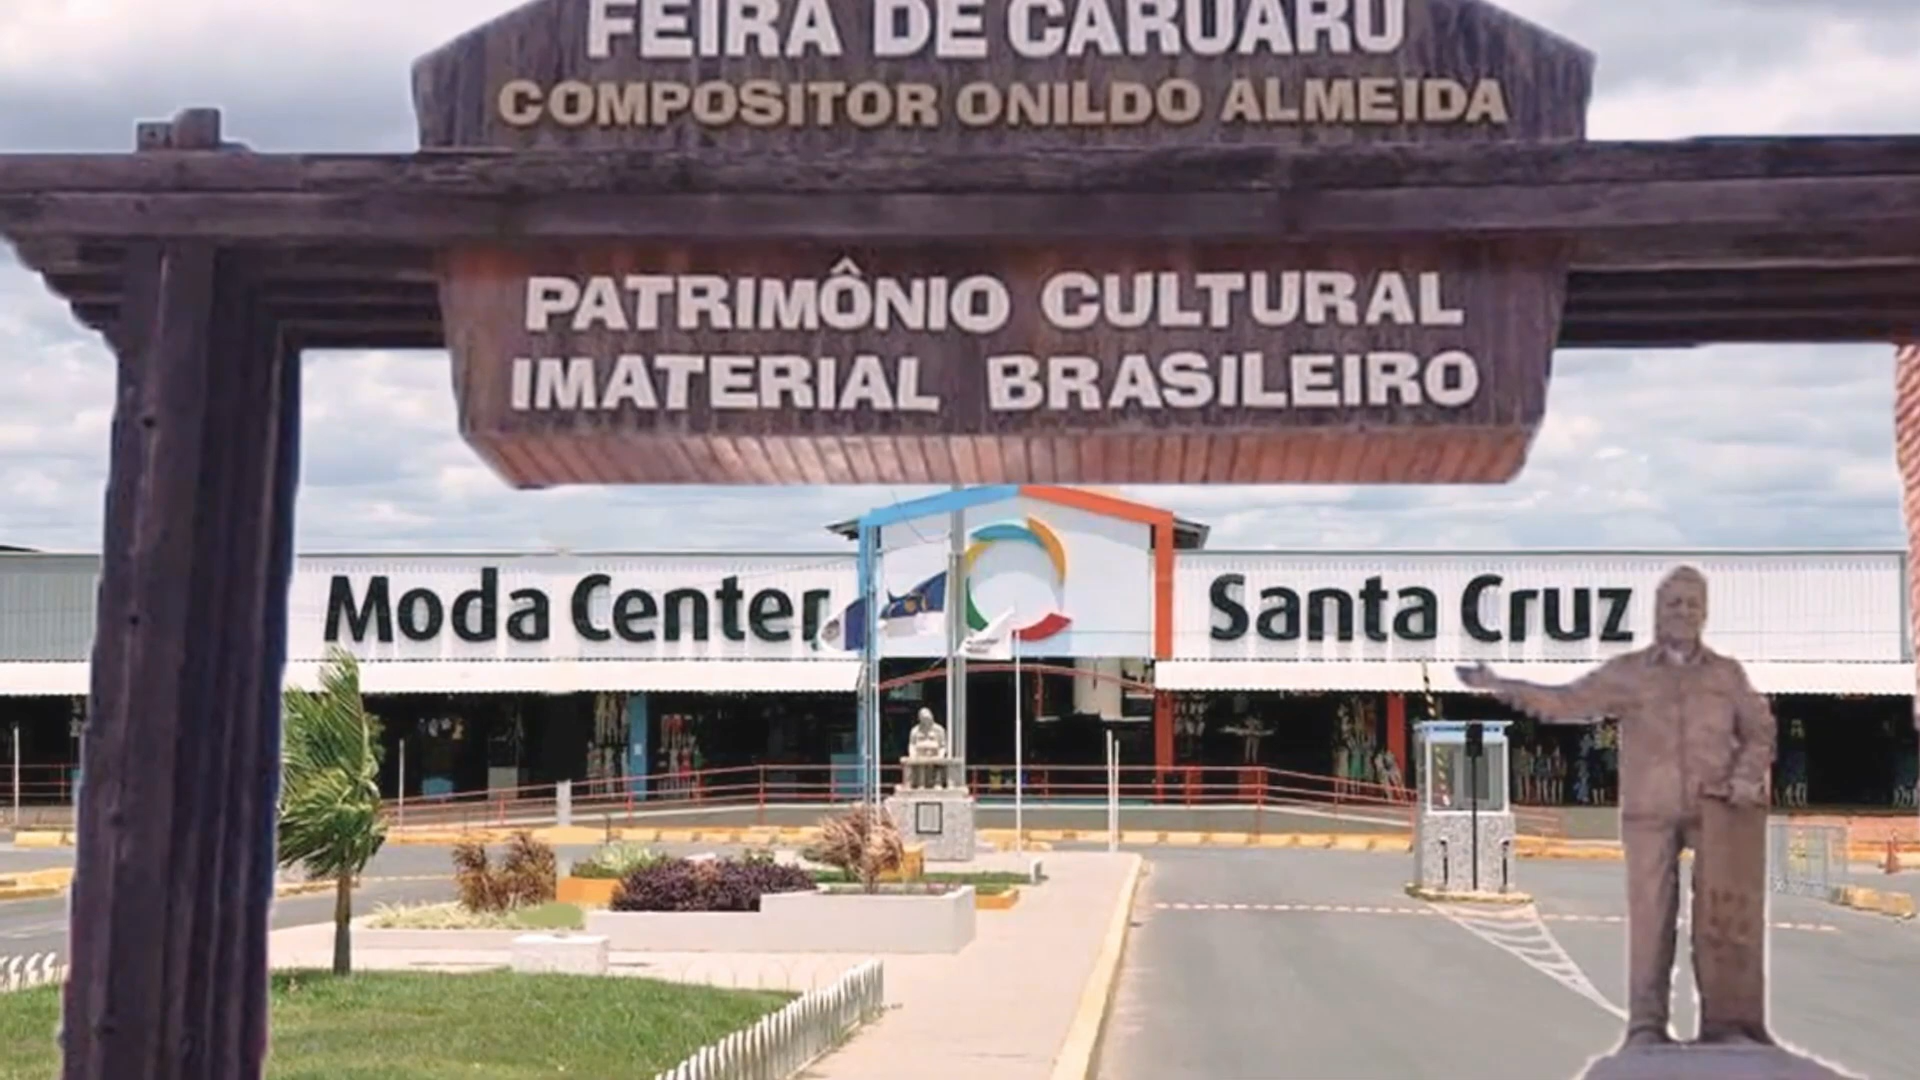 FEIRA DE CARUARU
COMPOSITOR ONILDO ALMEIDA
PATRIMÔNIO CULTURAL
IMATERIAL BRASILEIRO
Moda Center Santa Cruz